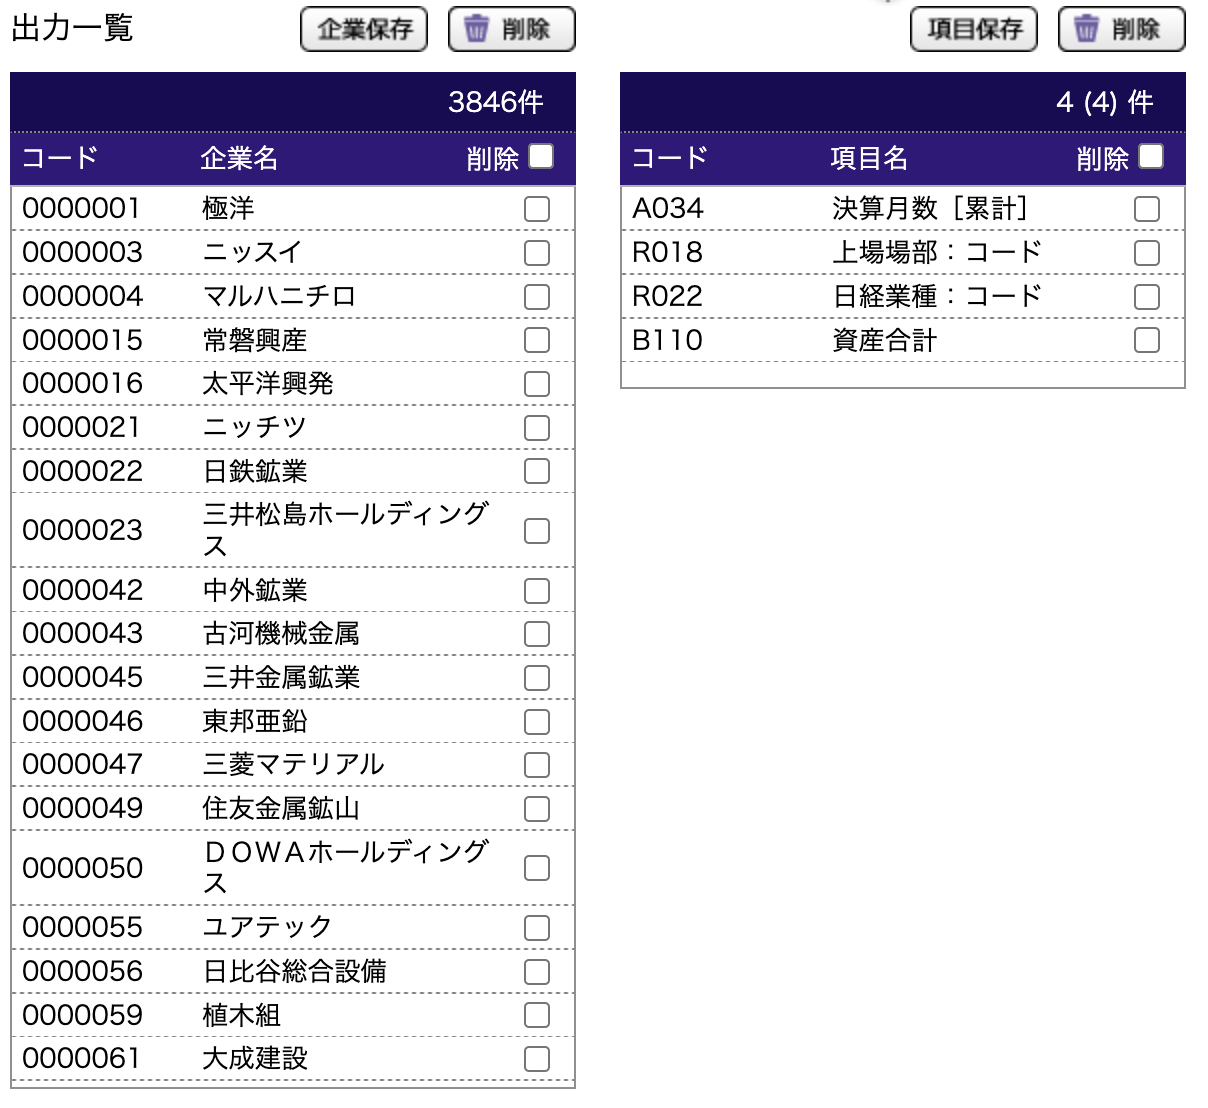 出力一覧 企業保存 削除
3846件
コード 企業名 削除
0000001 極洋
0000003 ニッスイ
0000004 マルハニチロ
0000015 常磐興産
0000016 太平洋興発
0000021 ニッチツ
0000022 日鉄鉱業
0000023 三井松島ホールディング
ス
0000042 中外鉱業
0000043 古河機械金属
0000045 三井金属鉱業
0000046 東邦亜鉛
0000047 三菱マテリアル
0000049 住友金属鉱山
0000050 ＤＯＷＡホールディング
ス
0000055 ユアテック
0000056 日比谷総合設備
0000059 植木組
0000061 大成建設
項目保存 削除
4 (4) 件
コード 項目名 削除
A034 決算月数［累計］
R018 上場場部：コード
R022 日経業種：コード
B110 資産合計